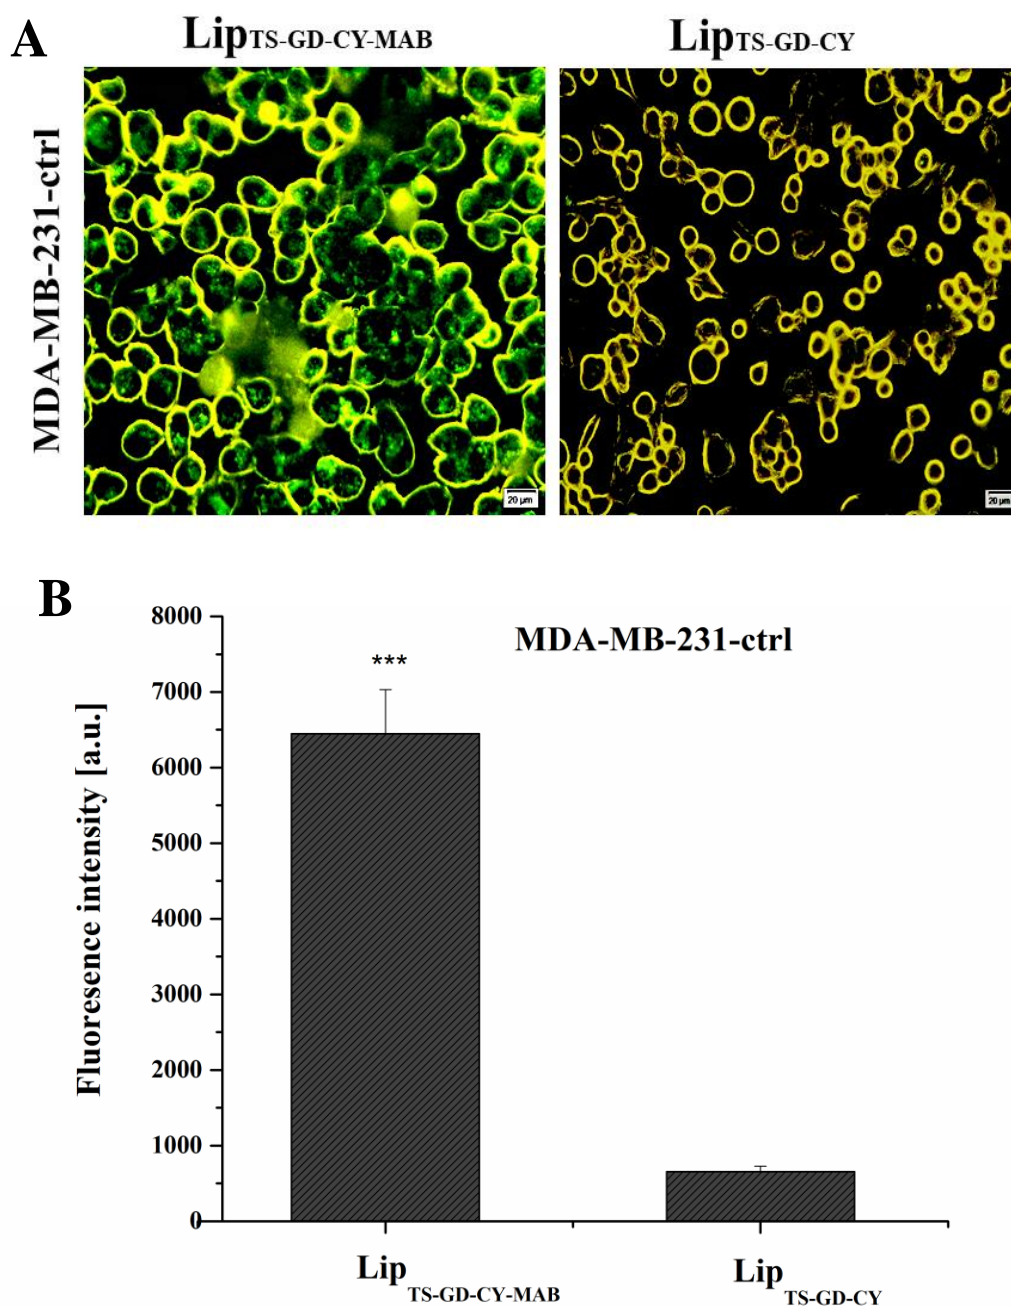 A
LipTS-GD-CY-MAB
LipTS-GD-CY
MDA-MB-231-ctrl
20 µm
20 µm
B
MDA-MB-231-ctrl
***
8000
7000
6000
5000
4000
3000
2000
1000
0
Fluoresence intensity [a.u.]
LipTS-GD-CY-MAB
LipTS-GD-CY